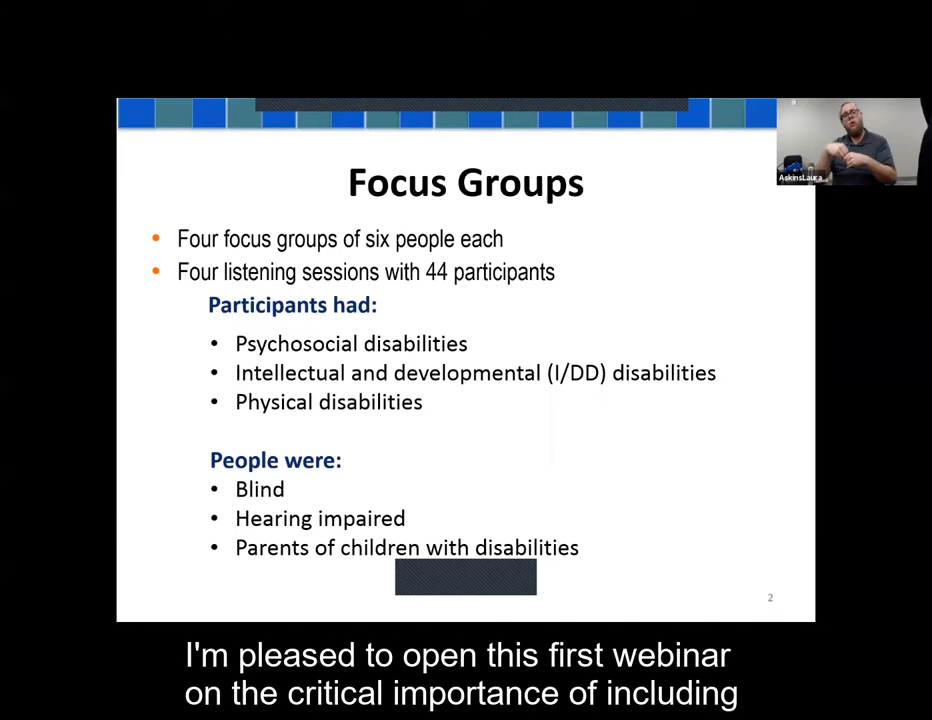 AskinsLaura
Focus Groups
• Four focus groups of six people each
• Four listening sessions with 44 participants
Participants had:
• Psychosocial disabilities
• Intellectual and developmental (I/DD) disabilities
• Physical disabilities
People were:
• Blind
• Hearing impaired
• Parents of children with disabilities
2
I'm pleased to open this first webinar
on the critical importance of including